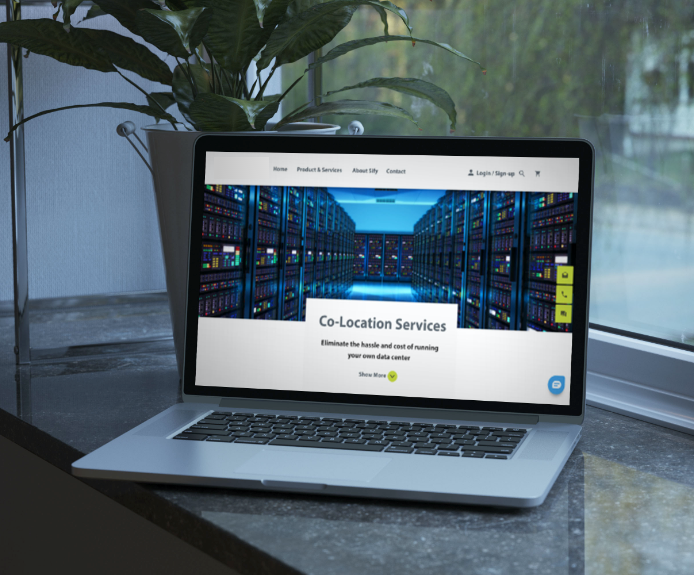 Home Product & Services About Sify Contact Login / Sign up
Co-Location Services
Eliminate the hassle and cost of running
your own data center
Show More